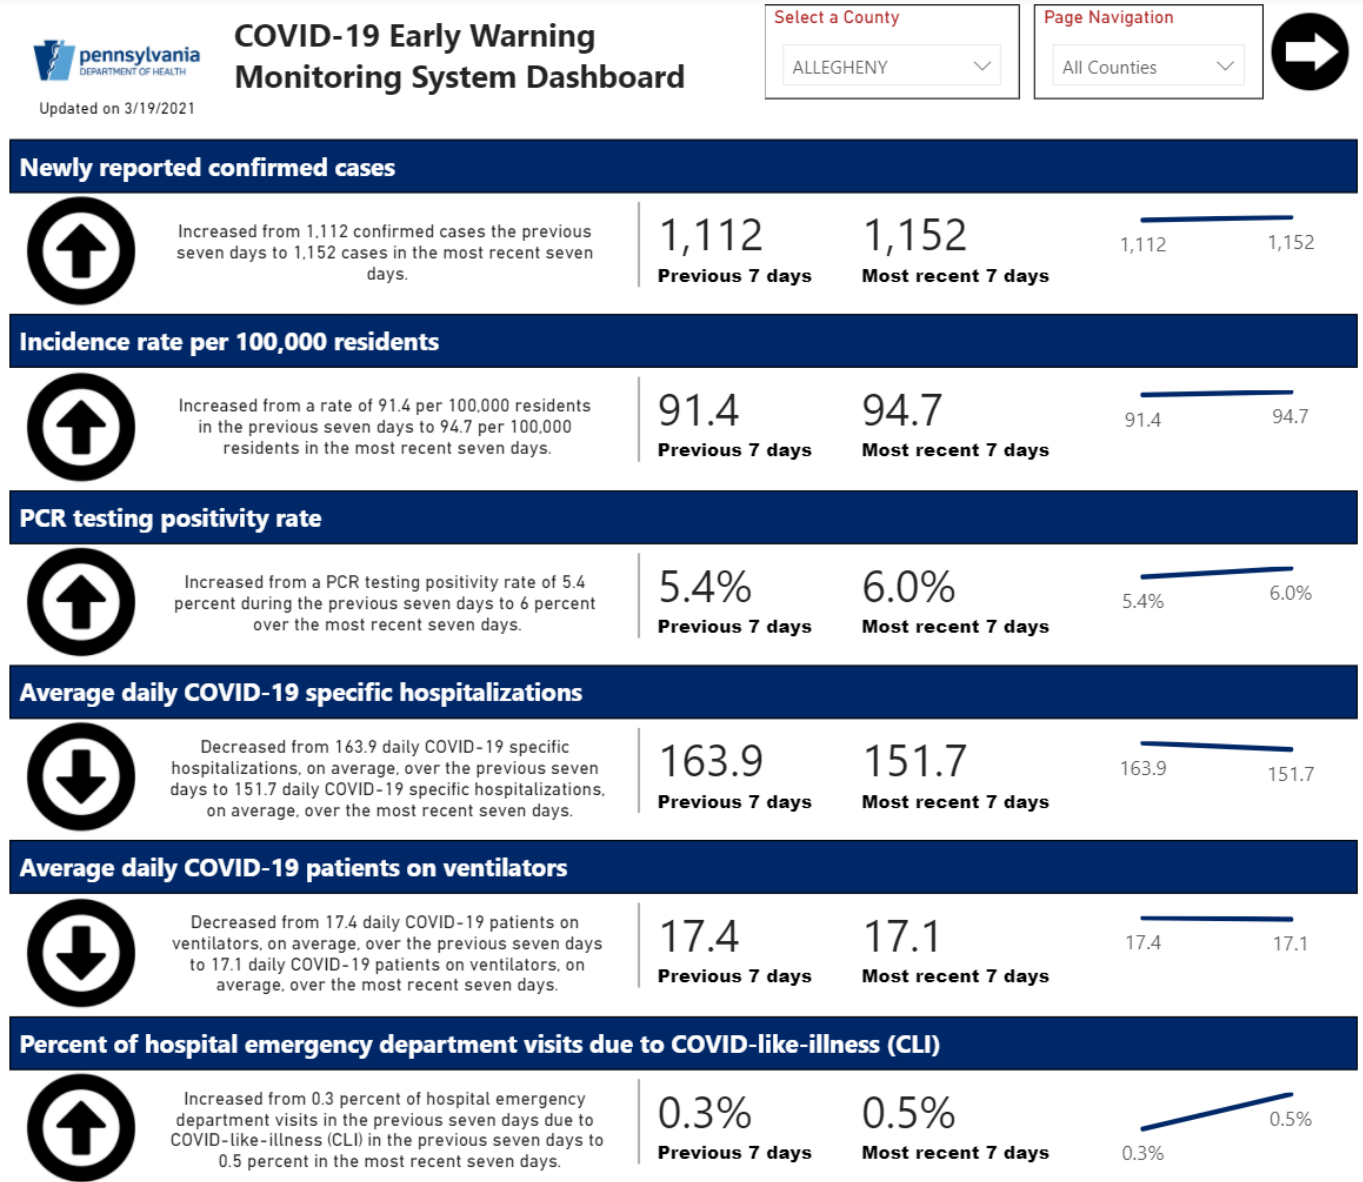 pennsylvania
DEPARTMENT OF HEALTH
Updated on 3/19/2021
COVID-19 Early Warning
Monitoring System Dashboard
Select a County
ALLEGHENY
Page Navigation
All Counties
Newly reported confirmed cases
Increased from 1,112 confirmed cases the previous
seven days to 1,152 cases in the most recent seven
days.
1,112
Previous 7 days
1,152
Most recent 7 days
1,112
1,152
Incidence rate per 100,000 residents
Increased from a rate of 91.4 per 100,000 residents
in the previous seven days to 94.7 per 100,000
residents in the most recent seven days.
91.4
Previous 7 days
94.7
Most recent 7 days
91.4
94.7
PCR testing positivity rate
Increased from a PCR testing positivity rate of 5.4
percent during the previous seven days to 6 percent
over the most recent seven days.
5.4%
Previous 7 days
6.0%
Most recent 7 days
5.4%
6.0%
Average daily COVID-19 specific hospitalizations
Decreased from 163.9 daily COVID-19 specific
hospitalizations, on average, over the previous seven
days to 151.7 daily COVID-19 specific hospitalizations,
on average, over the most recent seven days.
163.9
Previous 7 days
151.7
Most recent 7 days
163.9
151.7
Average daily COVID-19 patients on ventilators
Decreased from 17.4 daily COVID-19 patients on
ventilators, on average, over the previous seven days
to 17.1 daily COVID-19 patients on ventilators, on
average, over the most recent seven days.
17.4
Previous 7 days
17.1
Most recent 7 days
17.4
17.1
Percent of hospital emergency department visits due to COVID-like-illness (CLI)
Increased from 0.3 percent of hospital emergency
department visits in the previous seven days due to
COVID-like-illness (CLI) in the previous seven days to
0.5 percent in the most recent seven days.
0.3%
Previous 7 days
0.5%
Most recent 7 days
0.3%
0.5%